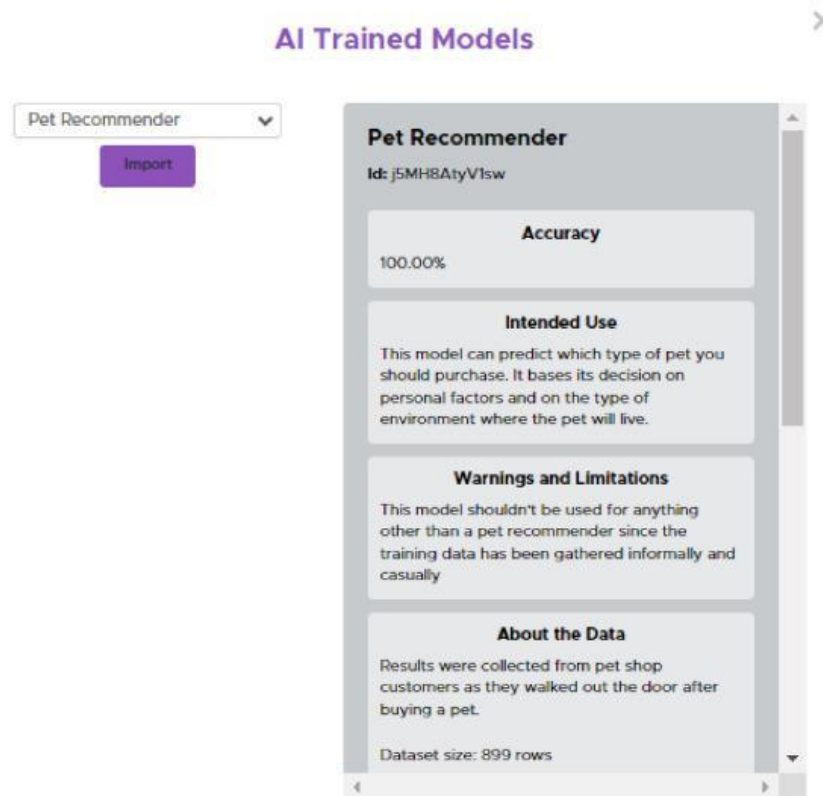 AI Trained Models
Pet Recommender
Import
Pet Recommender
Id: j5MH8AtyV1sw
Accuracy
100.00%
Intended Use
This model can predict which type of pet you
should purchase. It bases its decision on
personal factors and on the type of
environment where the pet will live.
Warnings and Limitations
This model shouldn't be used for anything
other than a pet recommender since the
training data has been gathered informally and
casually
About the Data
Results were collected from pet shop
customers as they walked out the door after
buying a pet.
Dataset size: 899 rows